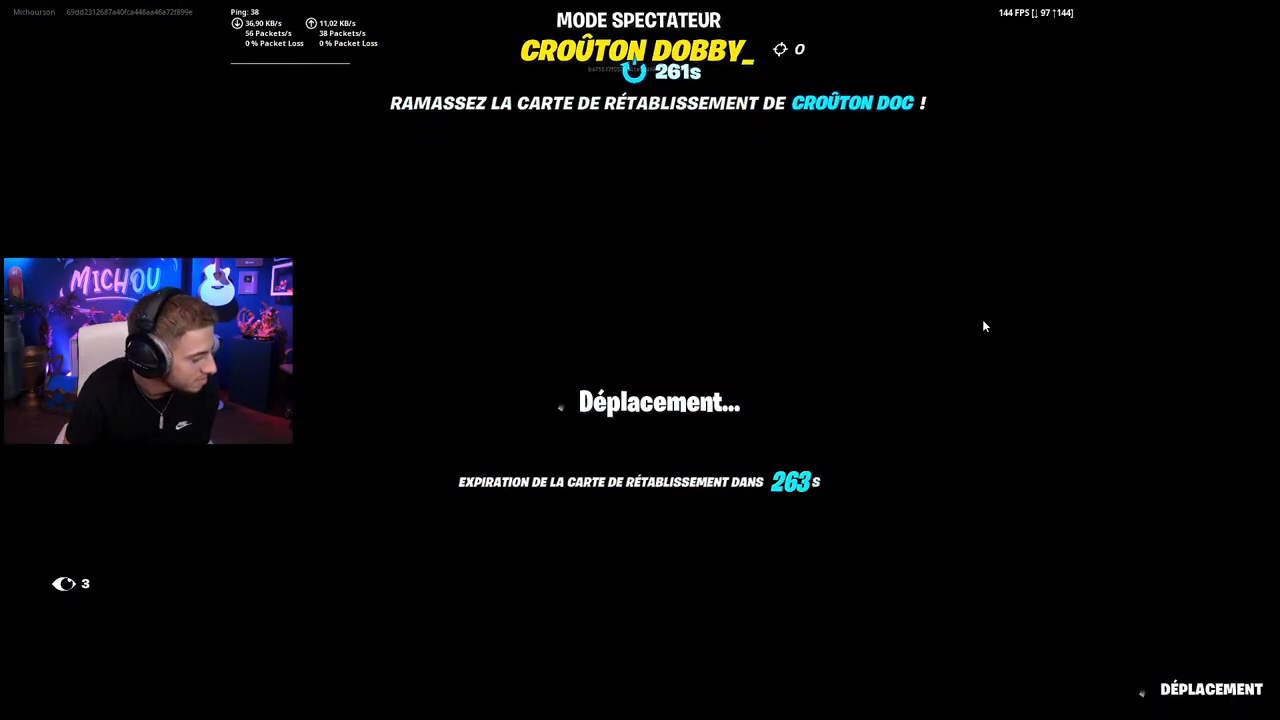 Michourson 69dd2312687a40fca448aa46a72f899e
Ping: 38
36,90 KB/s 11,02 KB/s
56 Packets/s 38 Packets/s
0 % Packet Loss 0 % Packet Loss
MODE SPECTATEUR
CROÛTON DOBBY_ 0
261s
144 FPS [↓ 97 ↑144]
RAMASSEZ LA CARTE DE RÉTABLISSEMENT DE CROÛTON DOC !
MICHOU
Déplacement...
EXPIRATION DE LA CARTE DE RÉTABLISSEMENT DANS 263 S
3
DÉPLACEMENT